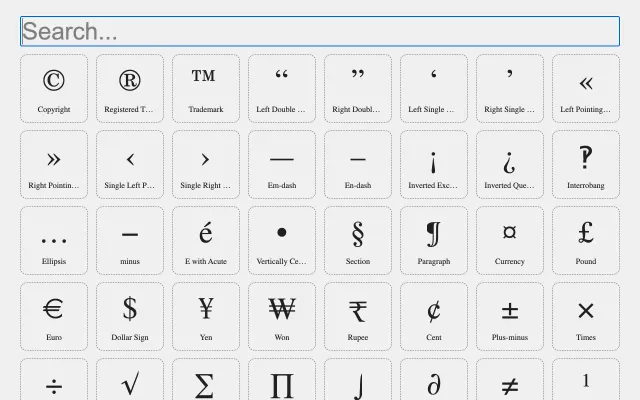 Search...
© ® ™ “ ” ‘ ’ «
Copyright Registered T... Trademark Left Double ... Right Doubl... Left Single ... Right Single ... Left Pointing...
» ‹ › — – ¡ ¿ ‽
Right Pointin... Single Left P... Single Right ... Em-dash En-dash Inverted Exc... Inverted Que... Interrobang
… − é • § ¶ ¤ £
Ellipsis minus E with Acute Vertically Ce... Section Paragraph Currency Pound
€ $ ¥ ₩ ₹ ¢ ± ×
Euro Dollar Sign Yen Won Rupee Cent Plus-minus Times
÷ √ ∑ ∏ ∫ ∂ ≠ ¹